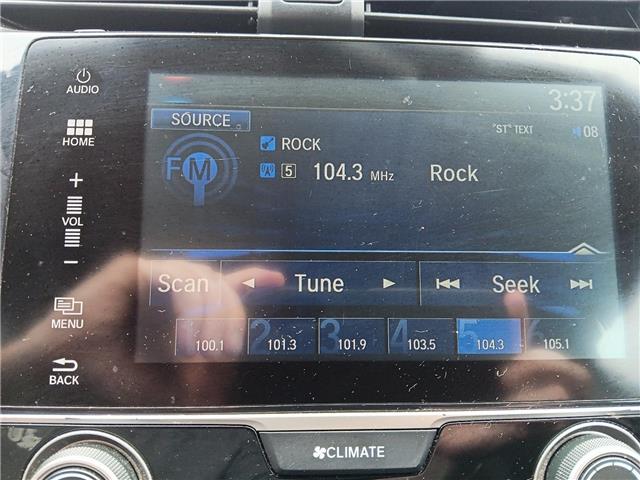 AUDIO
3:37
SOURCE
"ST" TEXT
08
HOME
FM
ROCK
5 104.3 MHz Rock
+
VOL
−
Scan Tune Seek
MENU
1 2 3 4 5 6
100.1 101.3 101.9 103.5 104.3 105.1
BACK
CLIMATE